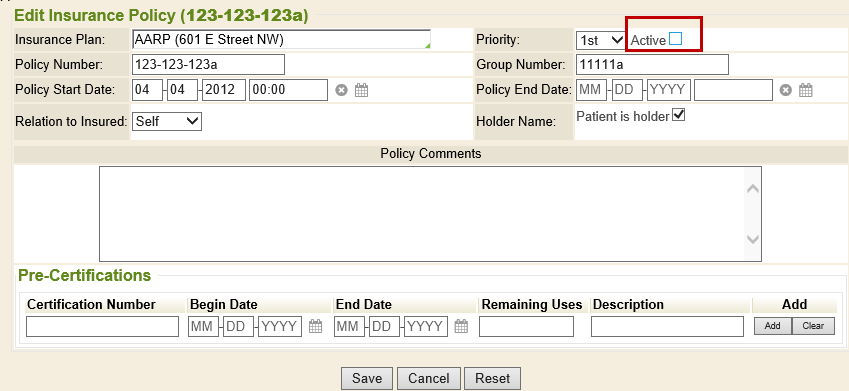 Edit Insurance Policy (123-123-123a)
Insurance Plan: AARP (601 E Street NW) Priority: 1st Active
Policy Number: 123-123-123a Group Number: 11111a
Policy Start Date: 04 - 04 - 2012 00:00 Policy End Date: MM - DD - YYYY
Relation to Insured: Self Holder Name: Patient is holder
Policy Comments
Pre-Certifications
Certification Number Begin Date End Date Remaining Uses Description Add
MM - DD - YYYY MM - DD - YYYY Add Clear
Save Cancel Reset